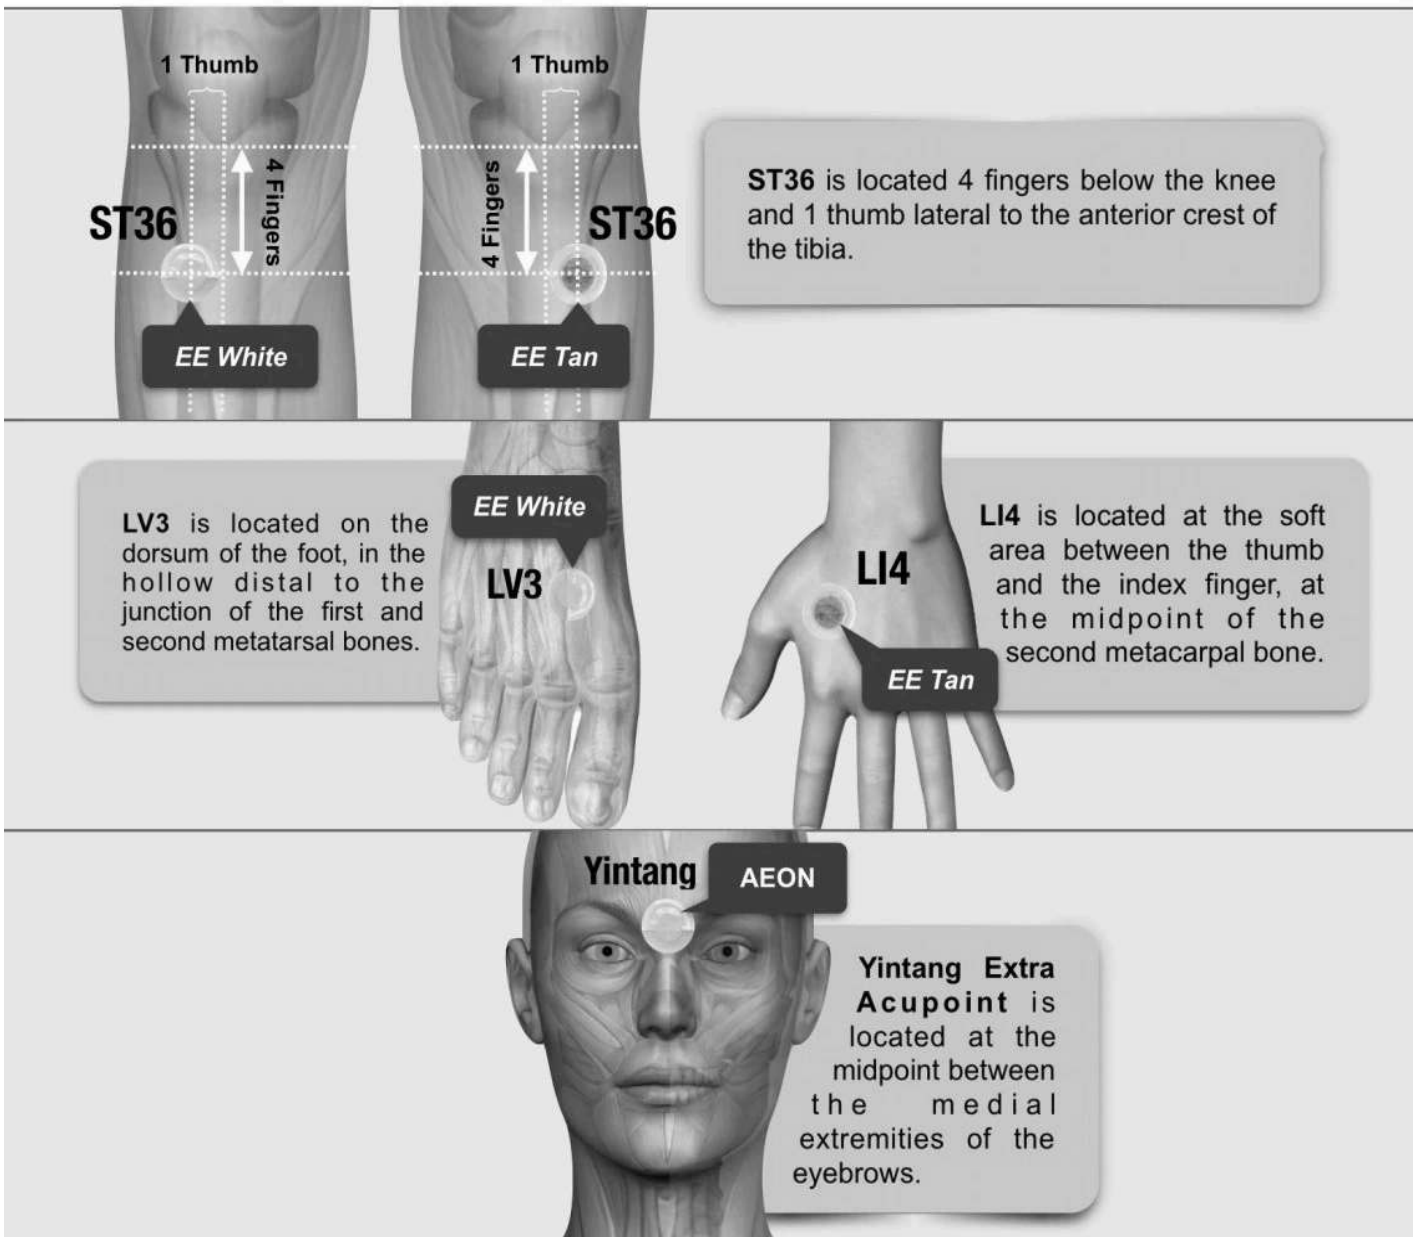 1 Thumb
1 Thumb
4 Fingers
4 Fingers
ST36
ST36
EE White
EE Tan
ST36 is located 4 fingers below the knee
and 1 thumb lateral to the anterior crest of
the tibia.
LV3 is located on the
dorsum of the foot, in the
hollow distal to the
junction of the first and
second metatarsal bones.
EE White
LV3
LI4
EE Tan
LI4 is located at the soft
area between the thumb
and the index finger, at
the midpoint of the
second metacarpal bone.
Yintang
AEON
Yintang Extra
Acupoint is
located at the
midpoint between
the medial
extremities of the
eyebrows.